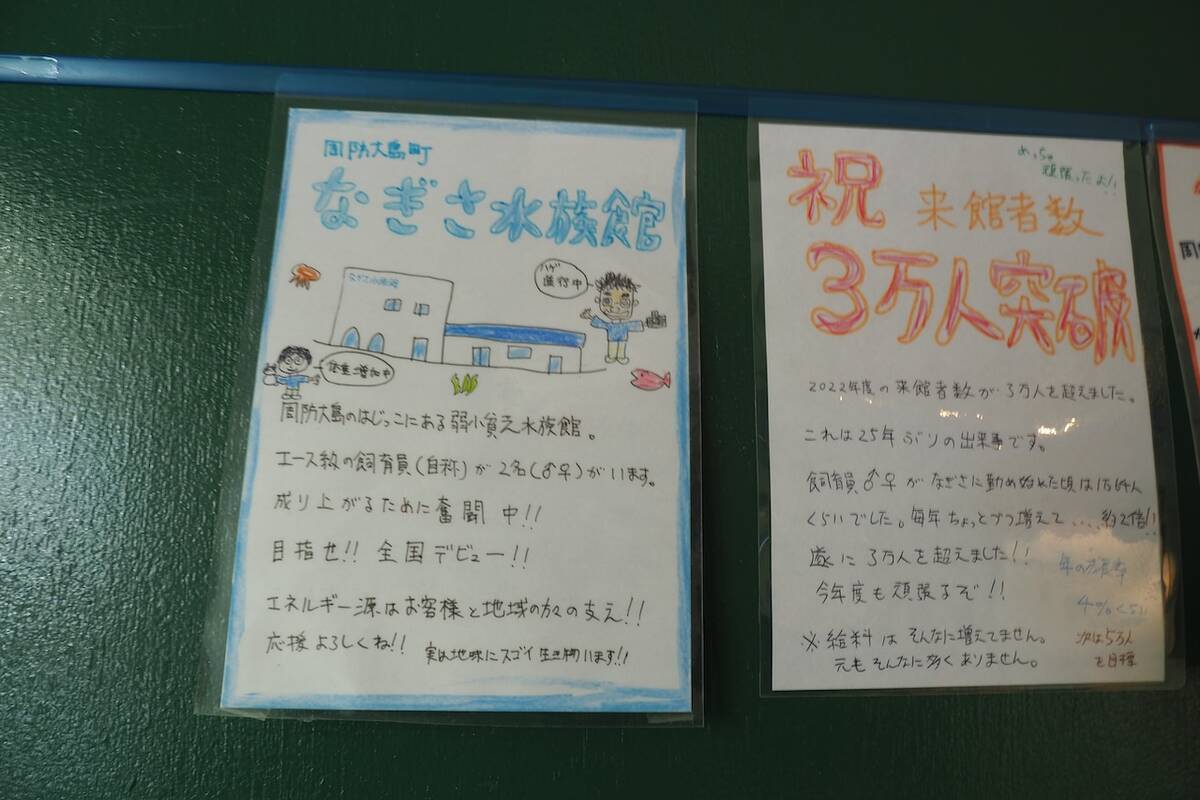 周防大島町
なぎさ水族館
なぎさ水族館
ハゲ
進行中
体重増加中
周防大島のはじっこにある弱小貧乏水族館。
エース級の飼育員(自称)が2名(♂♀)がいます。
成り上がるために奮闘中!!
目指せ!! 全国デビュー!!
エネルギー源はお客様と地域の方々の支え!!
応援よろしくね!!
実は地味にスゴイ生き物います!!
めっちゃ
頑張ったよ!!
祝 来館者数
3万人突破
2022年度の来館者数が3万人を超えました。
これは25年ぶりの出来事です。
飼育員♂♀がなぎさに勤め始めた頃は1万6千人
くらいでした。毎年ちょっとづつ増えて....約2倍!!
遂に3万人を超えました!!
今年度も頑張るぞ!!
年の
4%くらい
※給料はそんなに増えてません。
元もそんなに多くありません。
次は5万人
を目標
周防